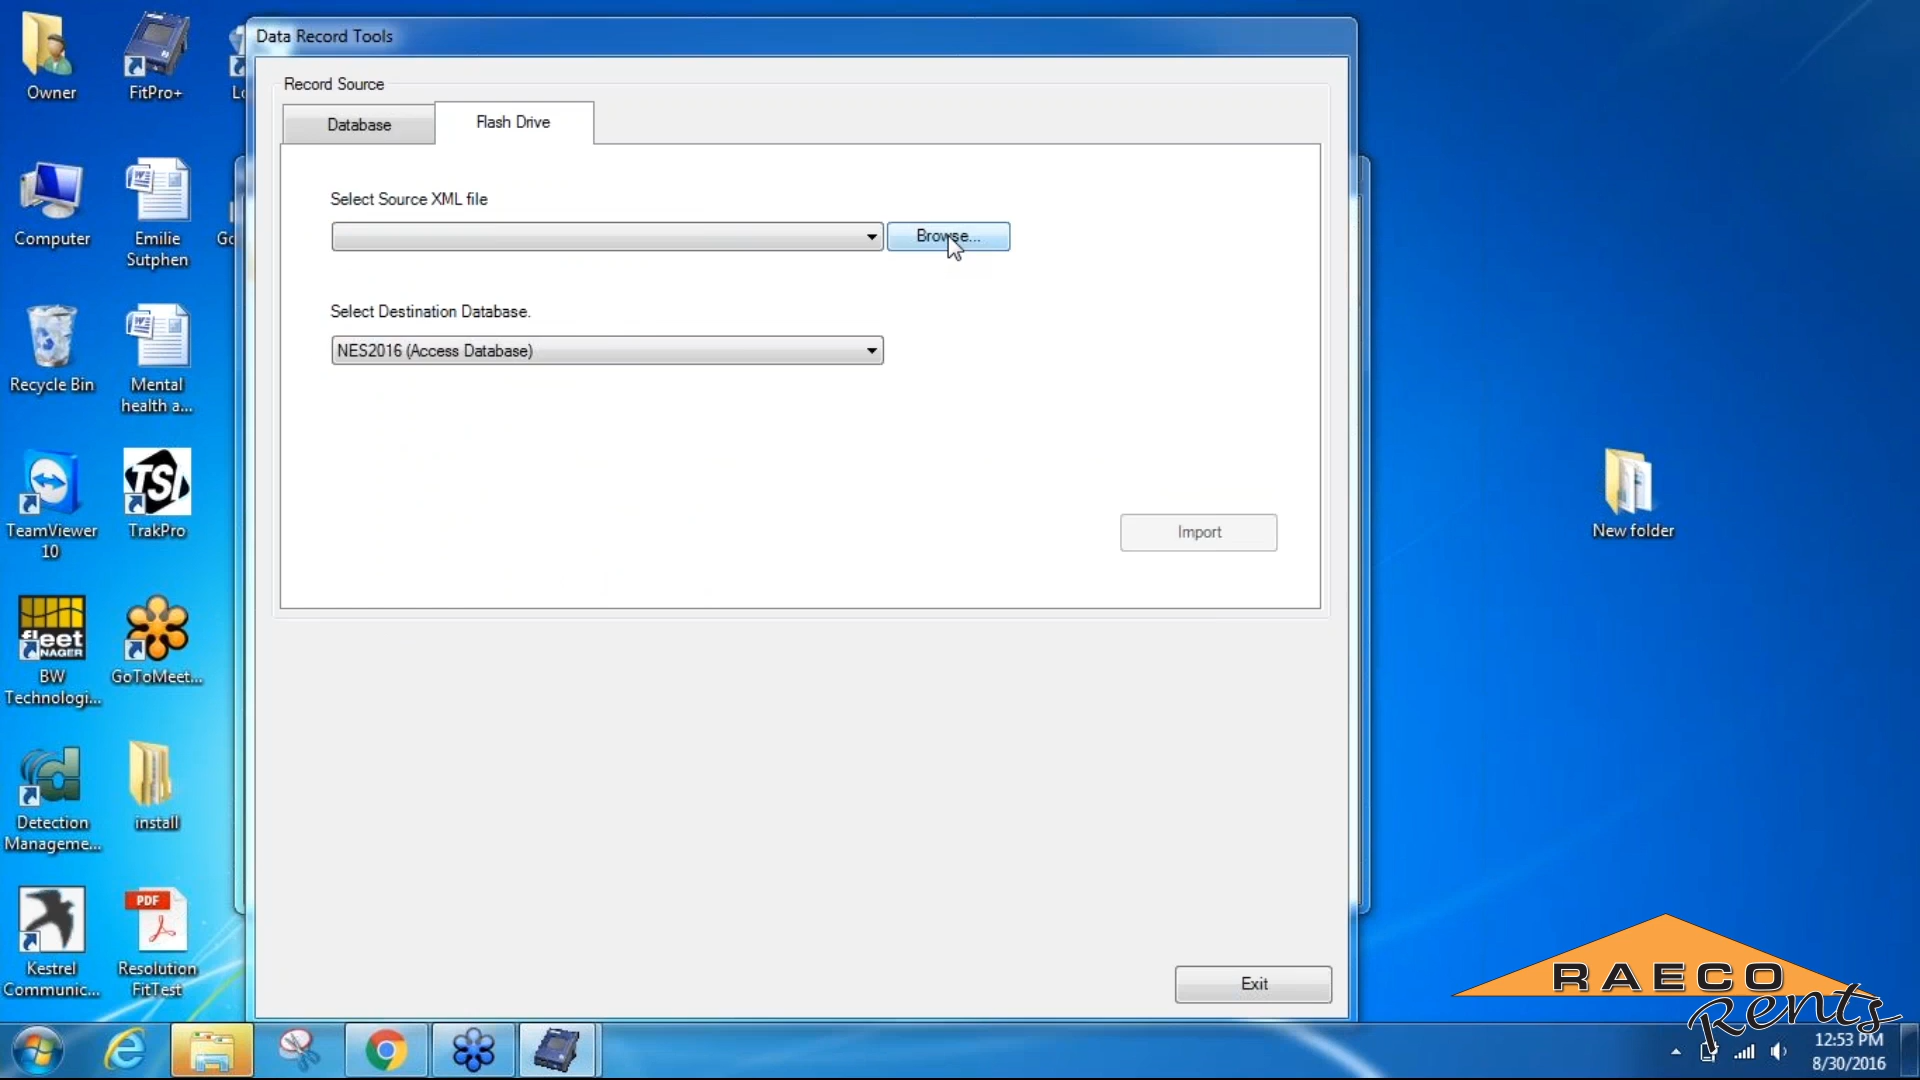 Data Record Tools
Record Source
Database
Flash Drive
Select Source XML file
Browse...
Select Destination Database.
NES2016 (Access Database)
Import
Exit
Owner
FitPro+
Computer
Emilie
Sutphen
Recycle Bin
Mental
health a...
TeamViewer
10
TSI
TrakPro
fleet
BW
Technologi...
GoToMeet...
Detection
Manageme...
install
Kestrel
Communic...
PDF
Resolution
FitTest
New folder
RAECO
Rents
12:53 PM
8/30/2016